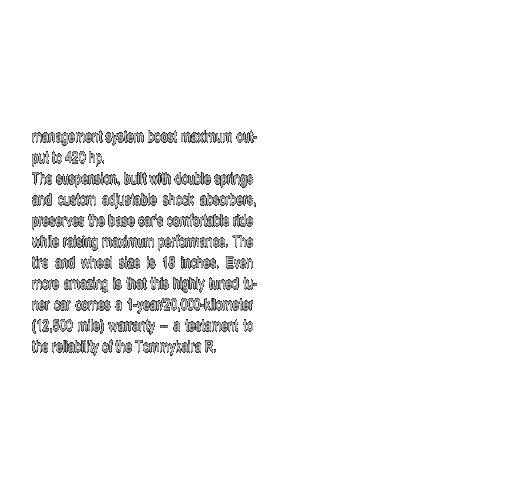 management system boost maximum out-
put to 420 hp.
The suspension, built with double springs
and custom adjustable shock absorbers,
preserves the base car's comfortable ride
while raising maximum performance. The
tire and wheel size is 18 inches. Even
more amazing is that this highly tuned tu-
ner car comes a 1-year/20,000-kilometer
(12,500 mile) warranty – a testament to
the reliability of the Tommykaira R.